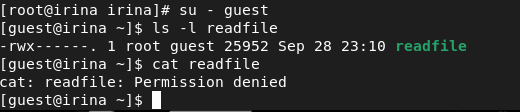 [root@irina irina]# su - guest
[guest@irina ~]$ ls -l readfile
-rwx------. 1 root guest 25952 Sep 28 23:10 readfile
[guest@irina ~]$ cat readfile
cat: readfile: Permission denied
[guest@irina ~]$